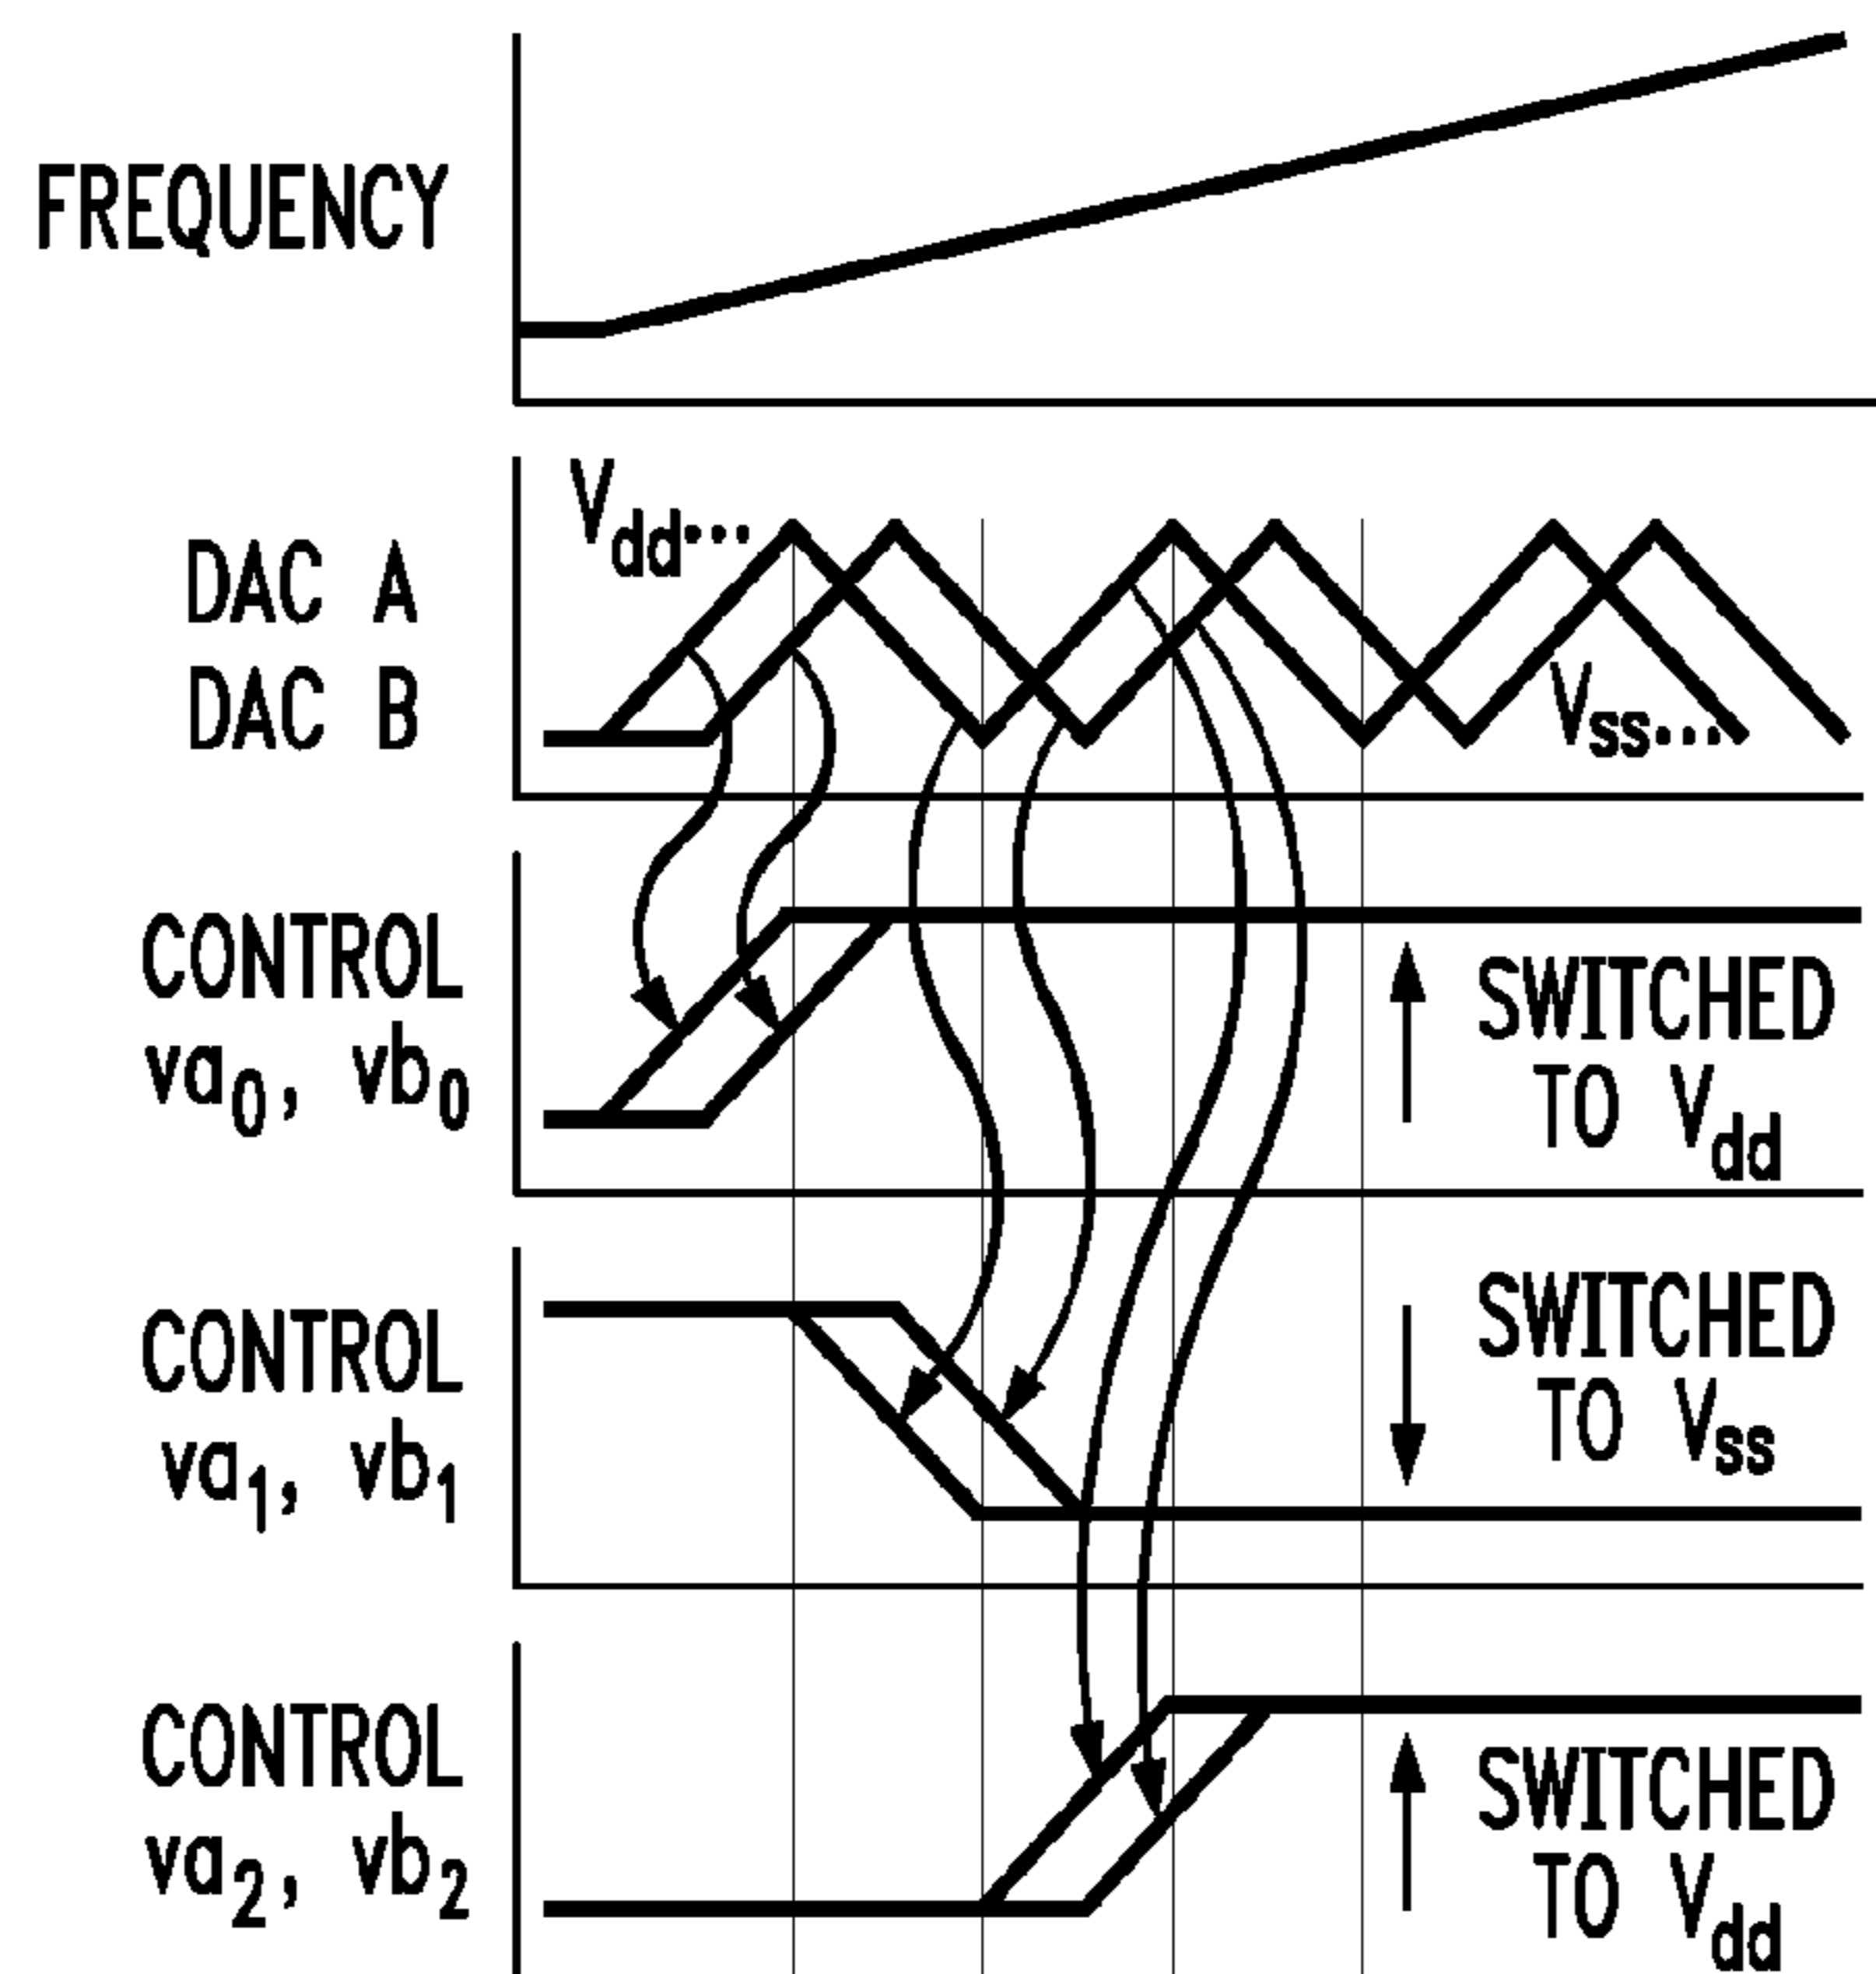 FREQUENCY
Vdd...
DAC A
DAC B
Vss...
CONTROL
va0, vb0
SWITCHED
TO Vdd
CONTROL
va1, vb1
SWITCHED
TO Vss
CONTROL
va2, vb2
SWITCHED
TO Vdd